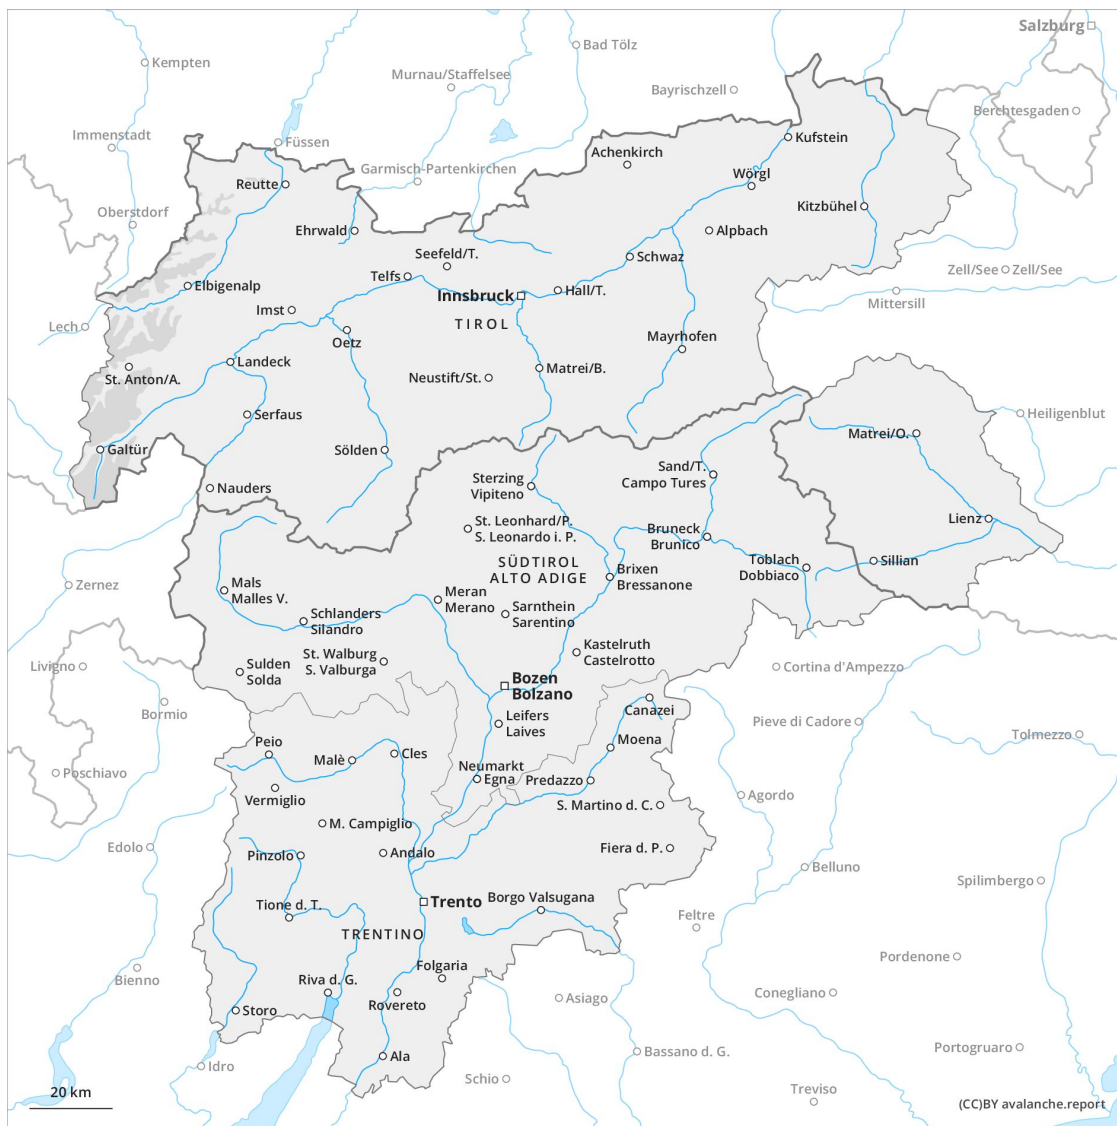 Salzburg
Bad Tölz
Kempten
Murnau/Staffelsee
Bayrischzell
Berchtesgaden
Immenstadt
Füssen
Kufstein
Achenkirch
Garmisch-Partenkirchen
Wörgl
Reutte
Kitzbühel
Oberstdorf
Ehrwald
Alpbach
Seefeld/T.
Schwaz
Zell/See
Zell/See
Telfs
Elbigenalp
Innsbruck
Hall/T.
Mittersill
Imst
TIROL
Lech
Oetz
Mayrhofen
Landeck
Matrei/B.
St. Anton/A.
Neustift/St.
Serfaus
Heiligenblut
Matrei/O.
Galtür
Sölden
Sand/T.
Campo Tures
Sterzing
Vipiteno
Nauders
St. Leonhard/P.
S. Leonardo i. P.
Lienz
Bruneck
Brunico
SÜDTIROL
ALTO ADIGE
Toblach
Dobbiaco
Sillian
Brixen
Bressanone
Zernez
Mals
Malles V.
Meran
Merano
Schlanders
Silandro
Sarnthein
Sarentino
Kastelruth
Castelrotto
St. Walburg
S. Valburga
Livigno
Sulden
Solda
Cortina d'Ampezzo
Bozen
Bolzano
Canazei
Bormio
Leifers
Laives
Pieve di Cadore
Tolmezzo
Moena
Peio
Cles
Malè
Poschiavo
Neumarkt
Egna
Predazzo
Vermiglio
Agordo
S. Martino d. C.
M. Campiglio
Edolo
Pinzolo
Andalo
Fiera d. P.
Belluno
Spilimbergo
Trento
Borgo Valsugana
Tione d. T.
Feltre
TRENTINO
Pordenone
Folgaria
Bienno
Riva d. G.
Rovereto
Asiago
Conegliano
Storo
Portogruaro
Ala
Bassano d. G.
Idro
Schio
Treviso
20 km
(CC)BY avalanche.report